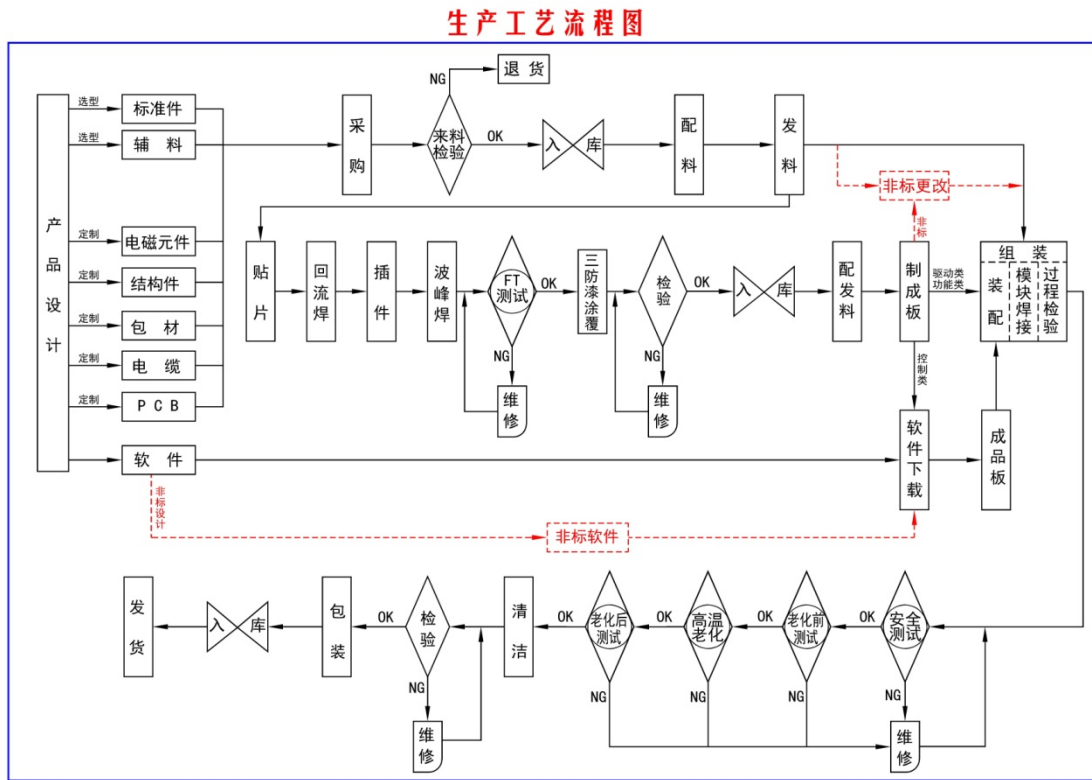 生产工艺流程图
产品设计
选型
标准件
选型
辅料
定制
电磁元件
定制
结构件
定制
包材
定制
电缆
定制
PCB
软件
采购
来料检验
NG
退货
OK
入库
配料
发料
非标更改
非标
贴片
回流焊
插件
波峰焊
FT测试
OK
NG
维修
三防漆涂覆
检验
OK
NG
维修
入库
配发料
制成板
驱动类
功能类
控制类
组装
装配
模块焊接
过程检验
软件下载
成品板
非标设计
非标软件
安全测试
OK
NG
老化前测试
OK
NG
高温老化
OK
NG
老化后测试
OK
NG
维修
清洁
检验
OK
NG
维修
包装
入库
发货